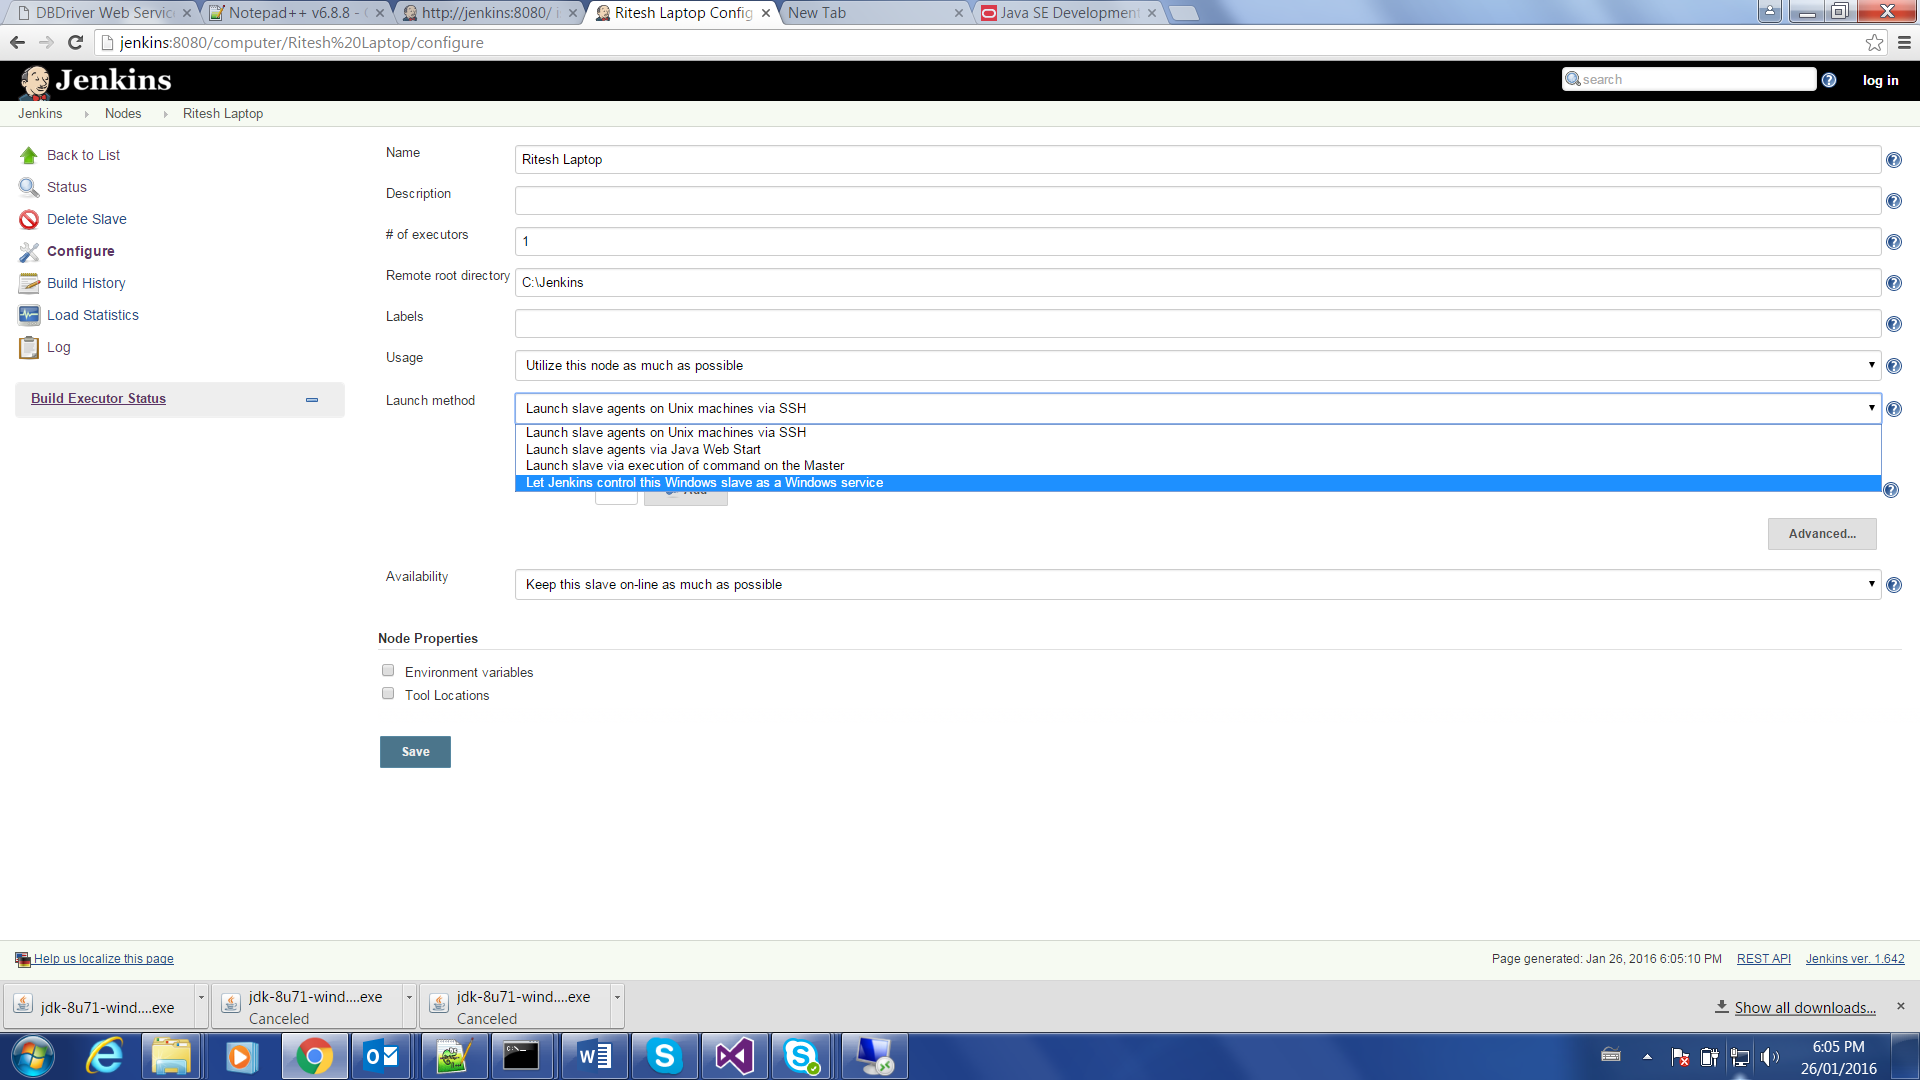 DBDriver Web Servic
Notepad++ v6.8.8 -
http://jenkins:8080/
Ritesh Laptop Config
New Tab
Java SE Development
jenkins:8080/computer/Ritesh%20Laptop/configure
Jenkins
search
log in
Jenkins
Nodes
Ritesh Laptop
Back to List
Status
Delete Slave
Configure
Build History
Load Statistics
Log
Build Executor Status
Name
Ritesh Laptop
Description
# of executors
1
Remote root directory
C:\Jenkins
Labels
Usage
Utilize this node as much as possible
Launch method
Launch slave agents on Unix machines via SSH
Launch slave agents on Unix machines via SSH
Launch slave agents via Java Web Start
Launch slave via execution of command on the Master
Let Jenkins control this Windows slave as a Windows service
Add
Advanced...
Availability
Keep this slave on-line as much as possible
Node Properties
Environment variables
Tool Locations
Save
Help us localize this page
Page generated: Jan 26, 2016 6:05:10 PM
REST API
Jenkins ver. 1.642
jdk-8u71-wind....exe
jdk-8u71-wind....exe
Canceled
jdk-8u71-wind....exe
Canceled
Show all downloads...
6:05 PM
26/01/2016